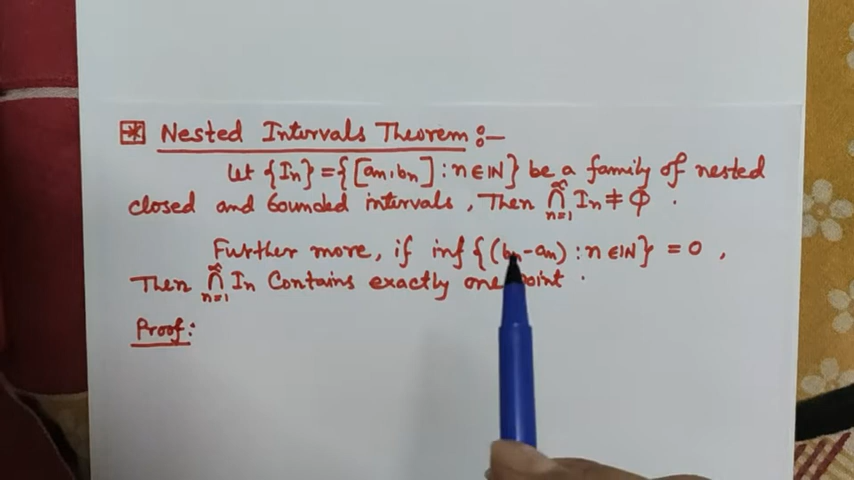 * Nested Intervals Theorem :-
Let {In} = {[an, bn] : n ∈ IN} be a family of nested
closed and bounded intervals, Then ∞∩n=1 In ≠ Φ .
Further more, if inf {(bn - an) : n ∈ IN} = 0 ,
Then ∞∩n=1 In Contains exactly one point .
Proof: